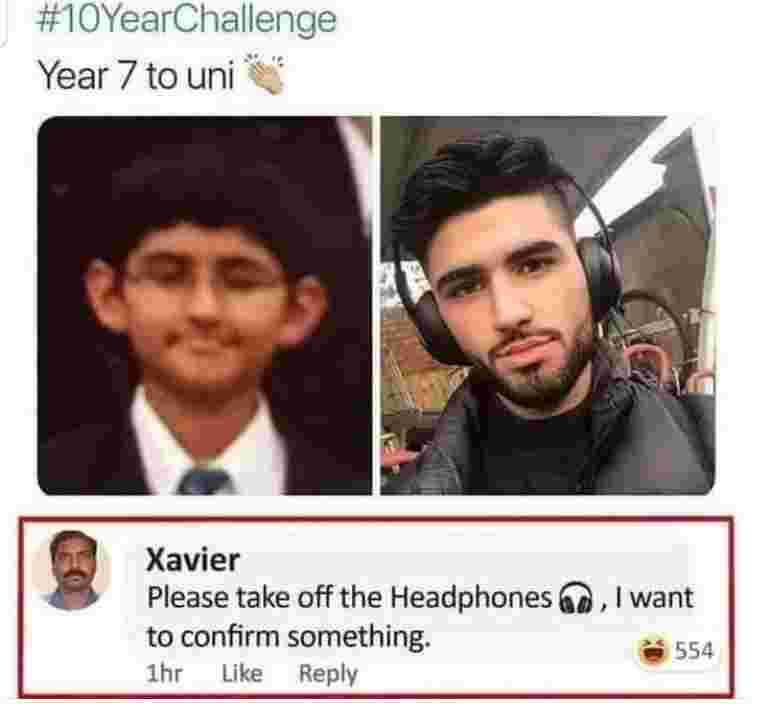 #10YearChallenge
Year 7 to uni 👏🏼
Xavier
Please take off the Headphones 🎧, I want
to confirm something.
1hr Like Reply
😆 554